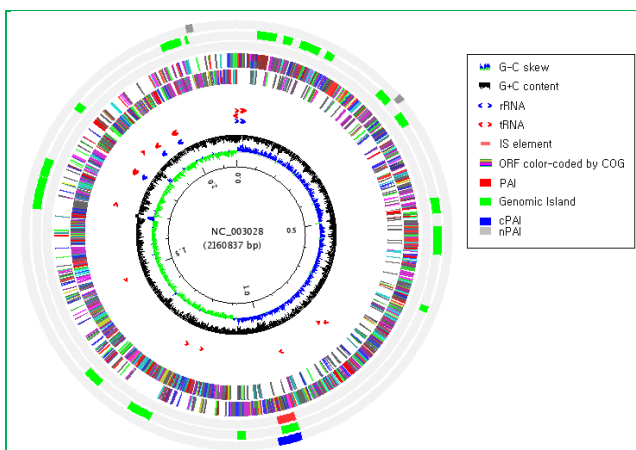 G-C skew
G+C content
rRNA
tRNA
IS element
ORF color-coded by COG
PAI
Genomic Island
cPAI
nPAI
0.0
2.0
0.5
NC_003028
(2160837 bp)
1.5
1.0